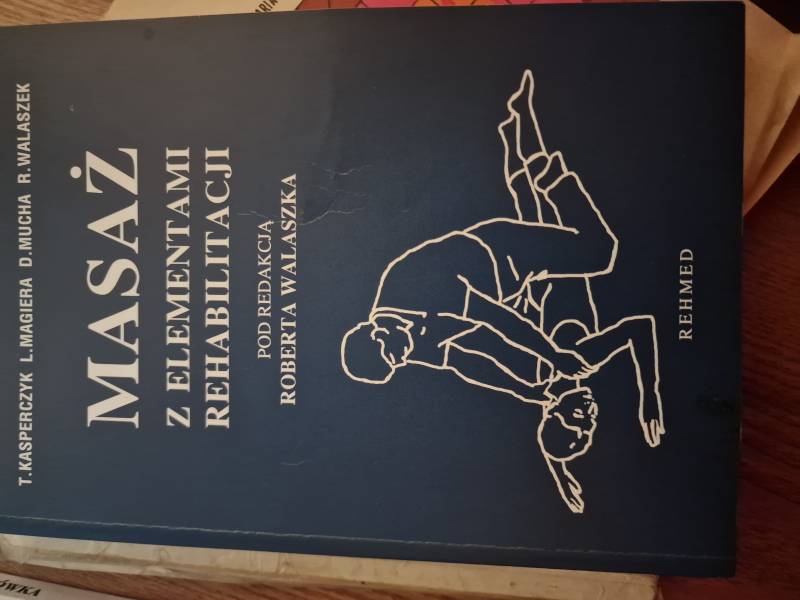 T.KASPERCZYK L.MAGIERA D.MUCHA R.WALASZEK
MASAŻ
Z ELEMENTAMI
REHABILITACJI
POD REDAKCJĄ
ROBERTA WALASZKA
REHMED